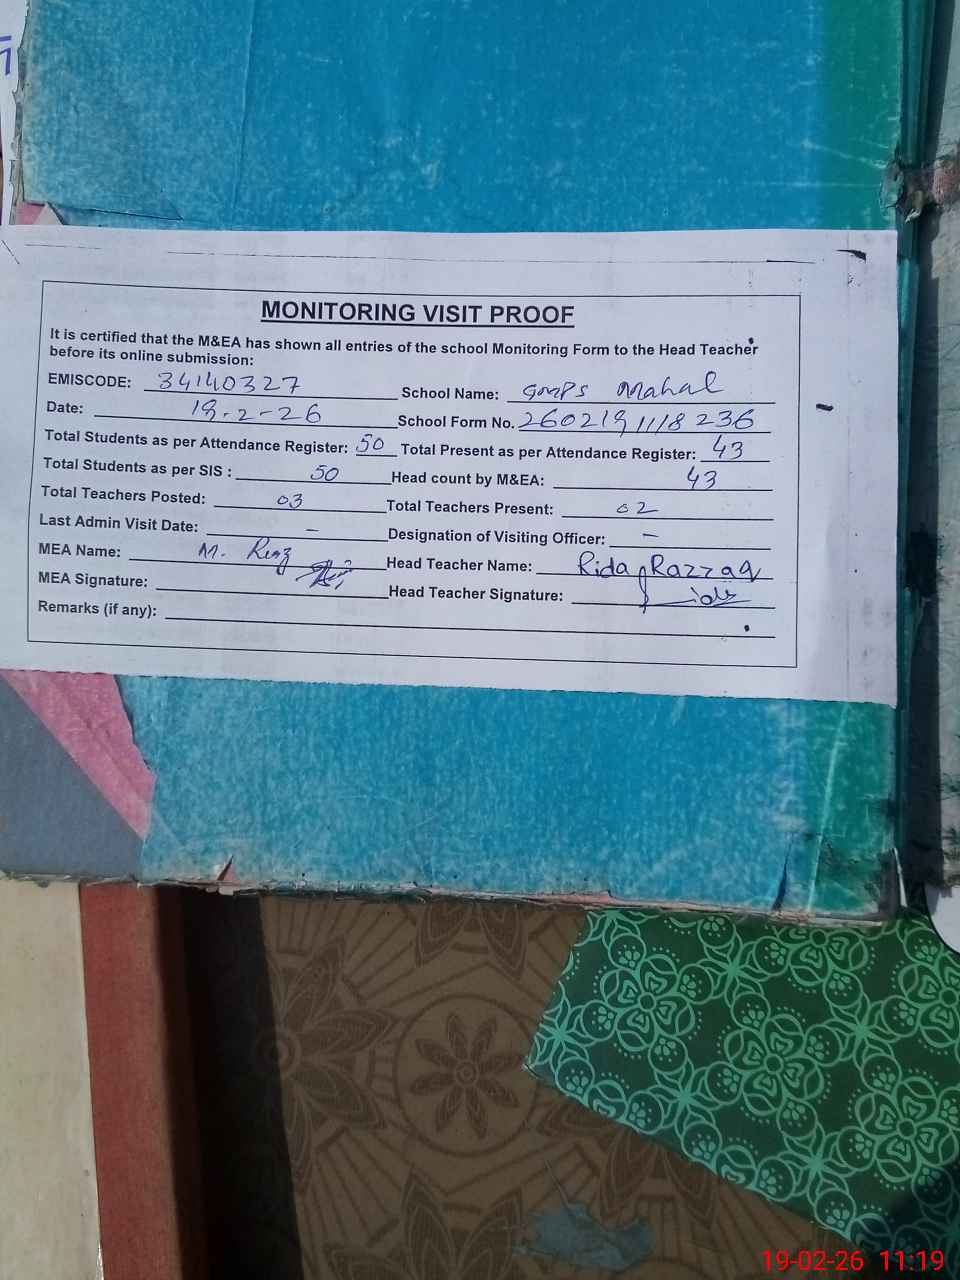 MONITORING VISIT PROOF
It is certified that the M&EA has shown all entries of the school Monitoring Form to the Head Teacher
before its online submission:
EMISCODE: 34140327 School Name: GMPS Mahal
Date: 19-2-26 School Form No. 260219 1118 236
Total Students as per Attendance Register: 50 Total Present as per Attendance Register: 43
Total Students as per SIS : 50 Head count by M&EA: 43
Total Teachers Posted: 03 Total Teachers Present: 02
Last Admin Visit Date: – Designation of Visiting Officer: –
MEA Name: M. Head Teacher Name: Rida Razzaq
MEA Signature: Head Teacher Signature:
Remarks (if any):
19-02-26 11:19